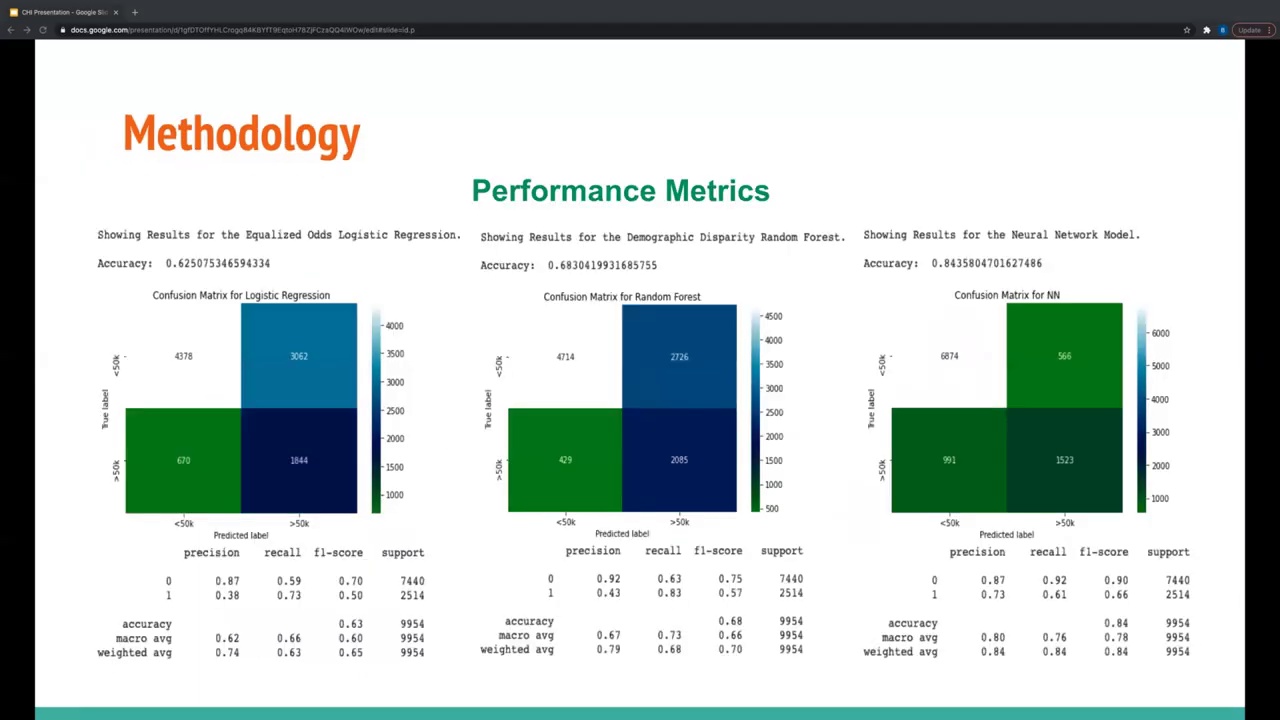 CHI Presentation - Google Slid
docs.google.com/presentation/d/
Update
Methodology
Performance Metrics
Showing Results for the Equalized Odds Logistic Regression.
Accuracy: 0.625075346594334
Confusion Matrix for Logistic Regression
<50k
4378
3062
>50k
670
1844
True label
4000
3500
3000
2500
2000
1500
1000
<50k
>50k
Predicted label
precision recall f1-score support
0 0.87 0.59 0.70 7440
1 0.38 0.73 0.50 2514
accuracy 0.63 9954
macro avg 0.62 0.66 0.60 9954
weighted avg 0.74 0.63 0.65 9954
Showing Results for the Demographic Disparity Random Forest.
Accuracy: 0.6830419931685755
Confusion Matrix for Random Forest
<50k
4714
2726
>50k
429
2085
True label
4500
4000
3500
3000
2500
2000
1500
1000
500
<50k
>50k
Predicted label
precision recall f1-score support
0 0.92 0.63 0.75 7440
1 0.43 0.83 0.57 2514
accuracy 0.68 9954
macro avg 0.67 0.73 0.66 9954
weighted avg 0.79 0.68 0.70 9954
Showing Results for the Neural Network Model.
Accuracy: 0.8435804701627486
Confusion Matrix for NN
<50k
6874
566
>50k
991
1523
True label
6000
5000
4000
3000
2000
1000
<50k
>50k
Predicted label
precision recall f1-score support
0 0.87 0.92 0.90 7440
1 0.73 0.61 0.66 2514
accuracy 0.84 9954
macro avg 0.80 0.76 0.78 9954
weighted avg 0.84 0.84 0.84 9954